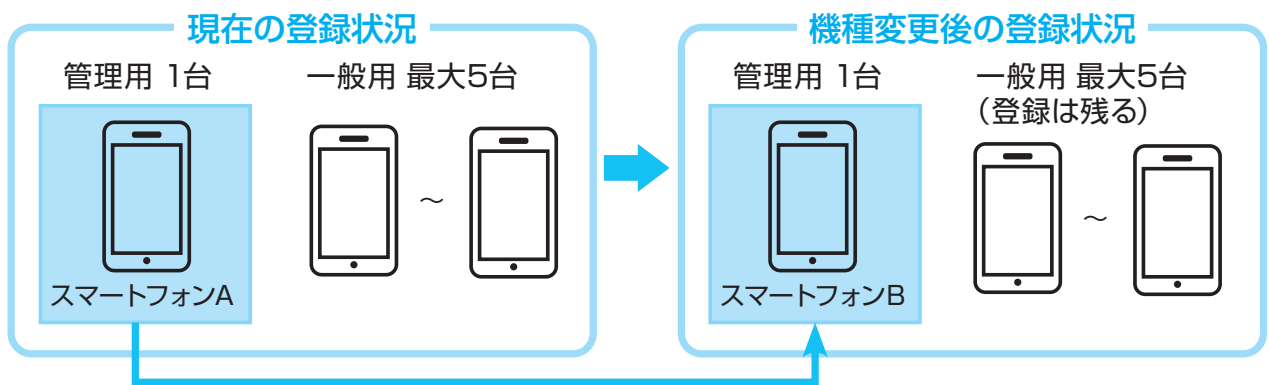 現在の登録状況
管理用 1台
一般用 最大5台
～
スマートフォンA
機種変更後の登録状況
管理用 1台
一般用 最大5台
（登録は残る）
～
スマートフォンB